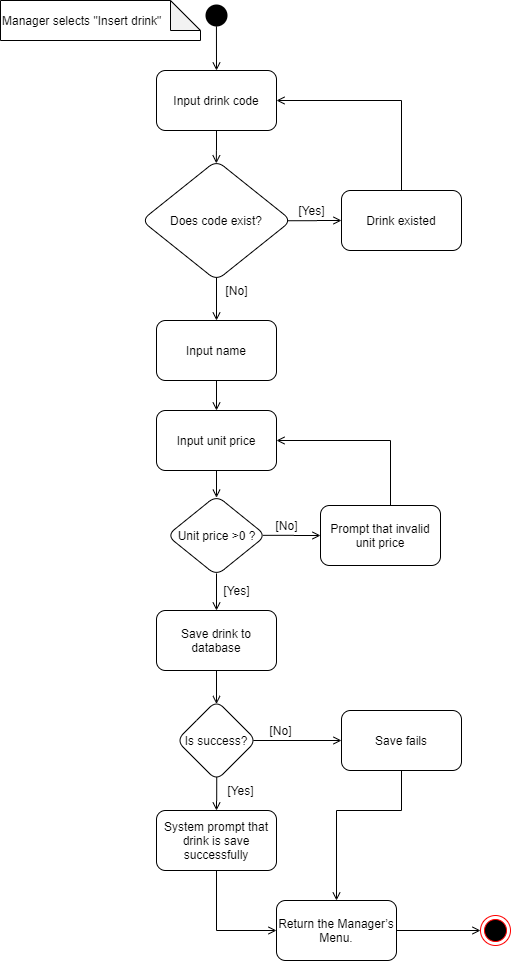 Manager selects "Insert drink"
Input drink code
Does code exist?
[Yes]
Drink existed
[No]
Input name
Input unit price
Unit price >0 ?
[No]
Prompt that invalid
unit price
[Yes]
Save drink to
database
Is success?
[No]
Save fails
[Yes]
System prompt that
drink is save
successfully
Return the Manager's
Menu.